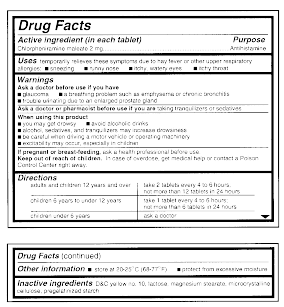 Drug Facts
Active ingredient (in each tablet) Purpose
Chlorpheniramine maleate 2 mg Antihistamine
Uses temporarily relieves these symptoms due to hay fever or other upper respiratory
allergies: ■ sneezing ■ runny nose ■ itchy, watery eyes ■ itchy throat
Warnings
Ask a doctor before use if you have
■ glaucoma ■ a breathing problem such as emphysema or chronic bronchitis
■ trouble urinating due to an enlarged prostate gland
Ask a doctor or pharmacist before use if you are taking tranquilizers or sedatives
When using this product
■ you may get drowsy ■ avoid alcoholic drinks
■ alcohol, sedatives, and tranquilizers may increase drowsiness
■ be careful when driving a motor vehicle or operating machinery
■ excitability may occur, especially in children
If pregnant or breast-feeding, ask a health professional before use.
Keep out of reach of children. In case of overdose, get medical help or contact a Poison
Control Center right away.
Directions
adults and children 12 years and over take 2 tablets every 4 to 6 hours;
not more than 12 tablets in 24 hours
children 6 years to under 12 years take 1 tablet every 4 to 6 hours;
not more than 6 tablets in 24 hours
children under 6 years ask a doctor
Drug Facts (continued)
Other information ■ store at 20-25°C (68-77°F) ■ protect from excessive moisture
Inactive ingredients D&C yellow no. 10, lactose, magnesium stearate, microcrystalline
cellulose, pregelatinized starch